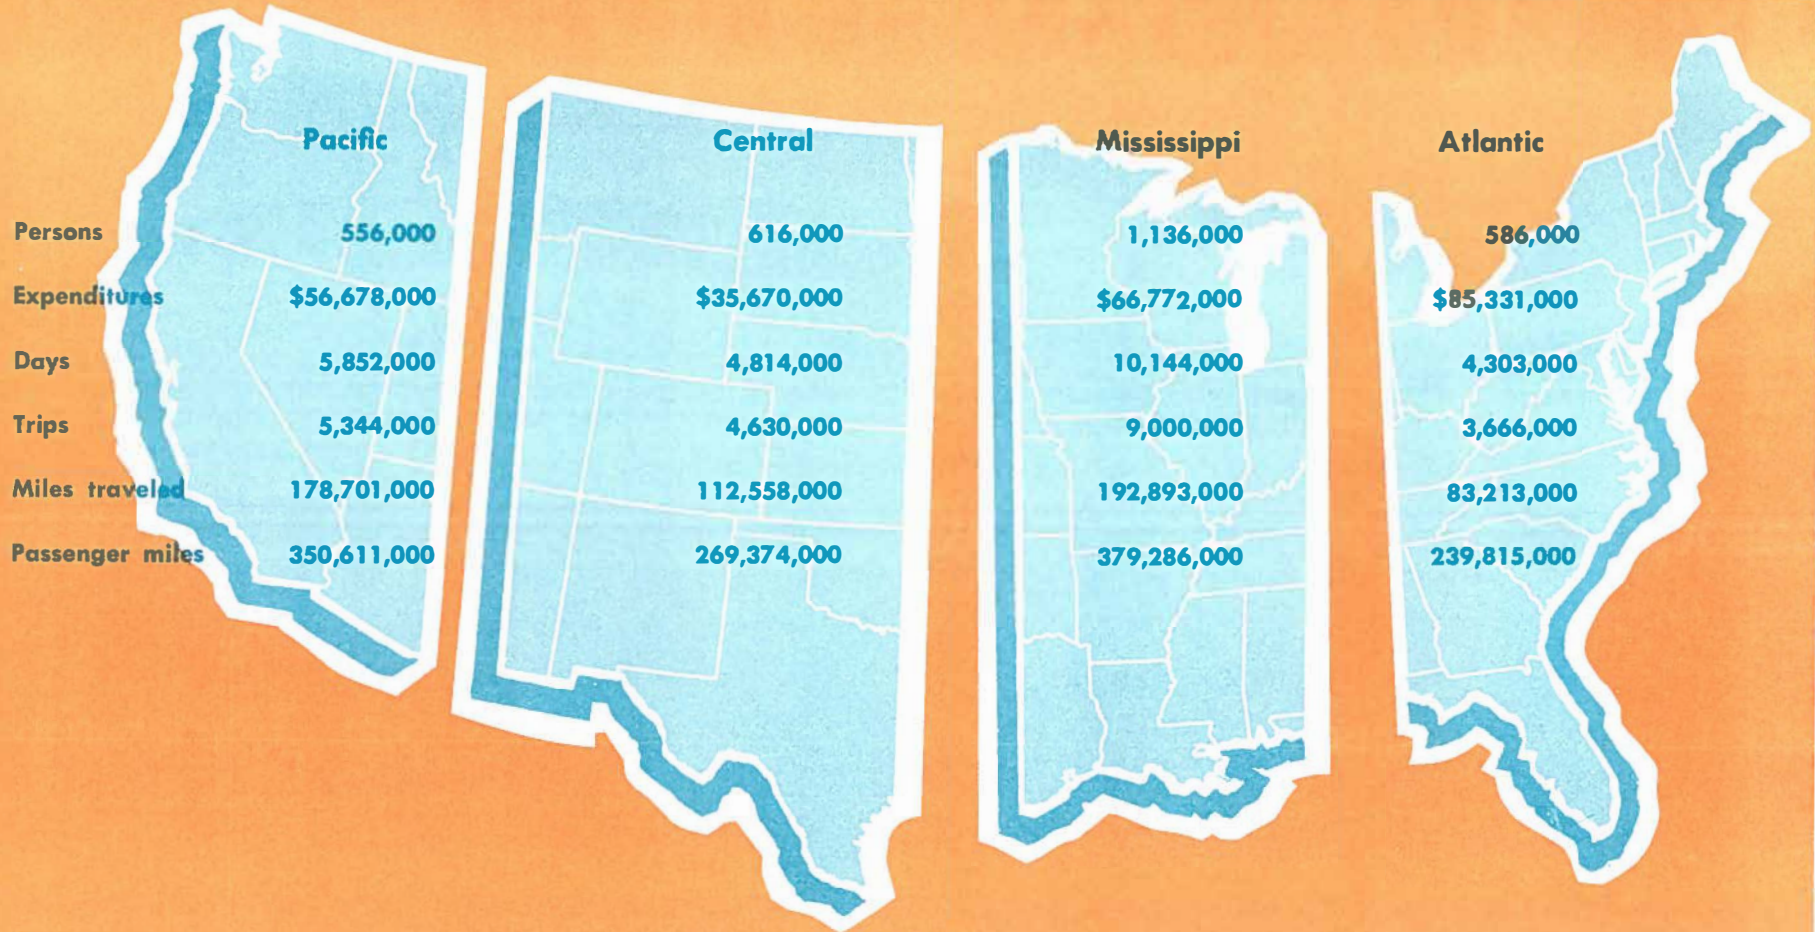 Pacific Central Mississippi Atlantic
Persons 556,000 616,000 1,136,000 586,000
Expenditures $56,678,000 $35,670,000 $66,772,000 $85,331,000
Days 5,852,000 4,814,000 10,144,000 4,303,000
Trips 5,344,000 4,630,000 9,000,000 3,666,000
Miles traveled 178,701,000 112,558,000 192,893,000 83,213,000
Passenger miles 350,611,000 269,374,000 379,286,000 239,815,000